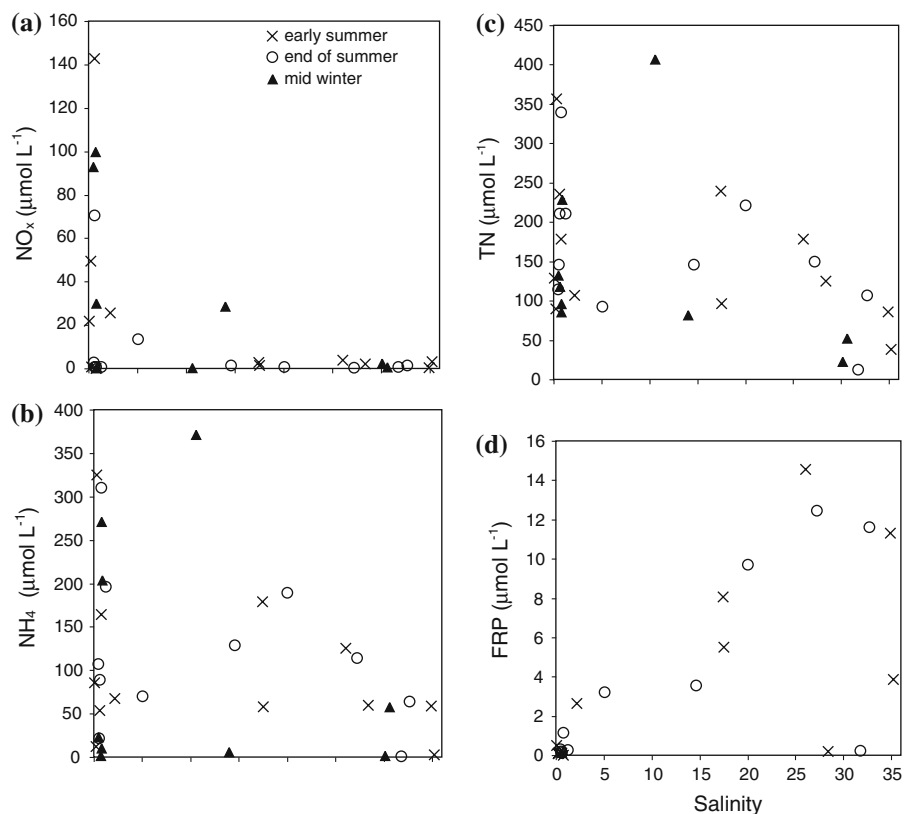 (a)
160
140
120
100
80
60
40
20
0
NOₓ (µmol L⁻¹)
early summer
end of summer
mid winter
(b)
400
350
300
250
200
150
100
50
0
NH₄ (µmol L⁻¹)
(c)
450
400
350
300
250
200
150
100
50
0
TN (µmol L⁻¹)
(d)
16
14
12
10
8
6
4
2
0
FRP (µmol L⁻¹)
0 5 10 15 20 25 30 35
Salinity